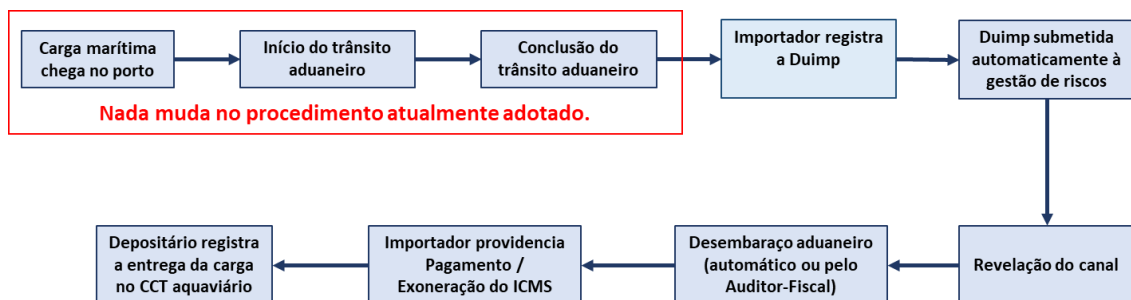 Carga marítima
chega no porto
Início do trânsito
aduaneiro
Conclusão do
trânsito aduaneiro
Nada muda no procedimento atualmente adotado.
Importador registra
a Duimp
Duimp submetida
automaticamente à
gestão de riscos
Revelação do canal
Desembaraço aduaneiro
(automático ou pelo
Auditor-Fiscal)
Importador providencia
Pagamento /
Exoneração do ICMS
Depositário registra
a entrega da carga
no CCT aquaviário